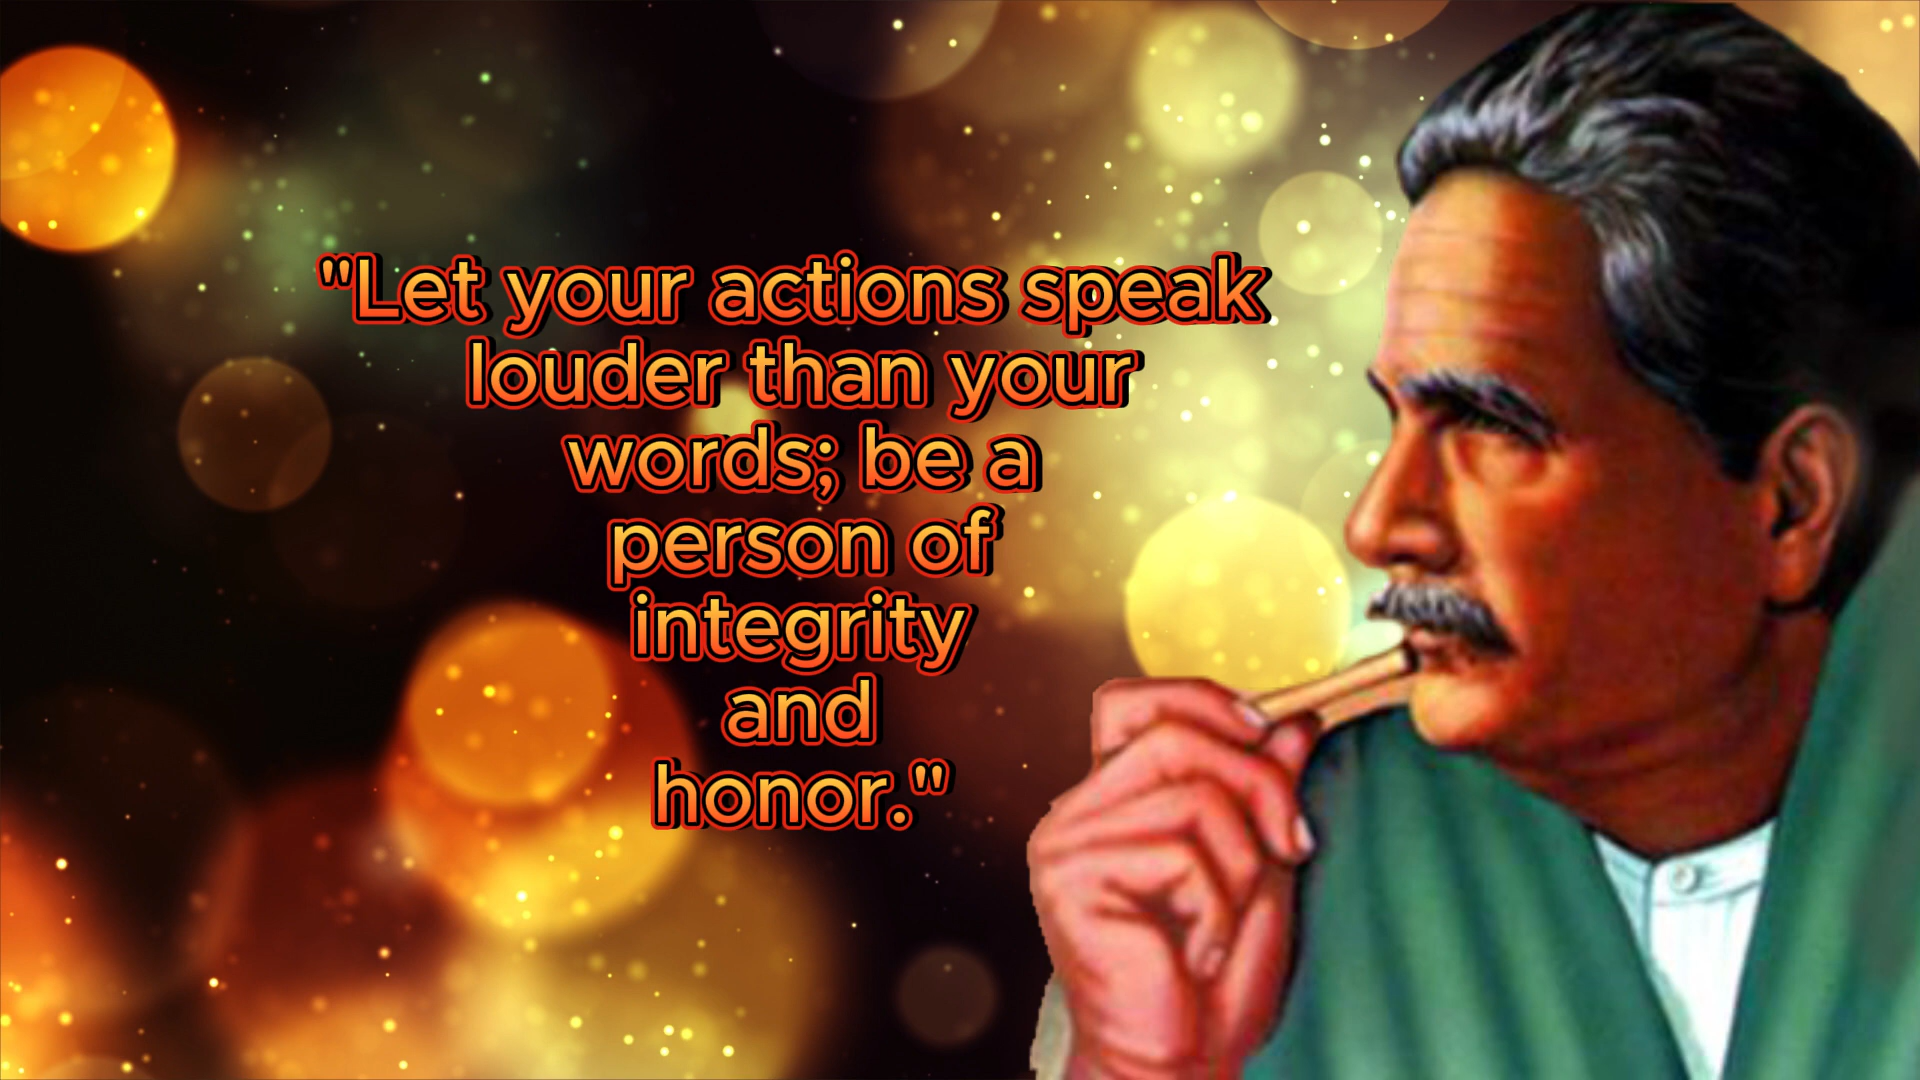 "Let your actions speak
louder than your
words; be a
person of
integrity
and
honor."